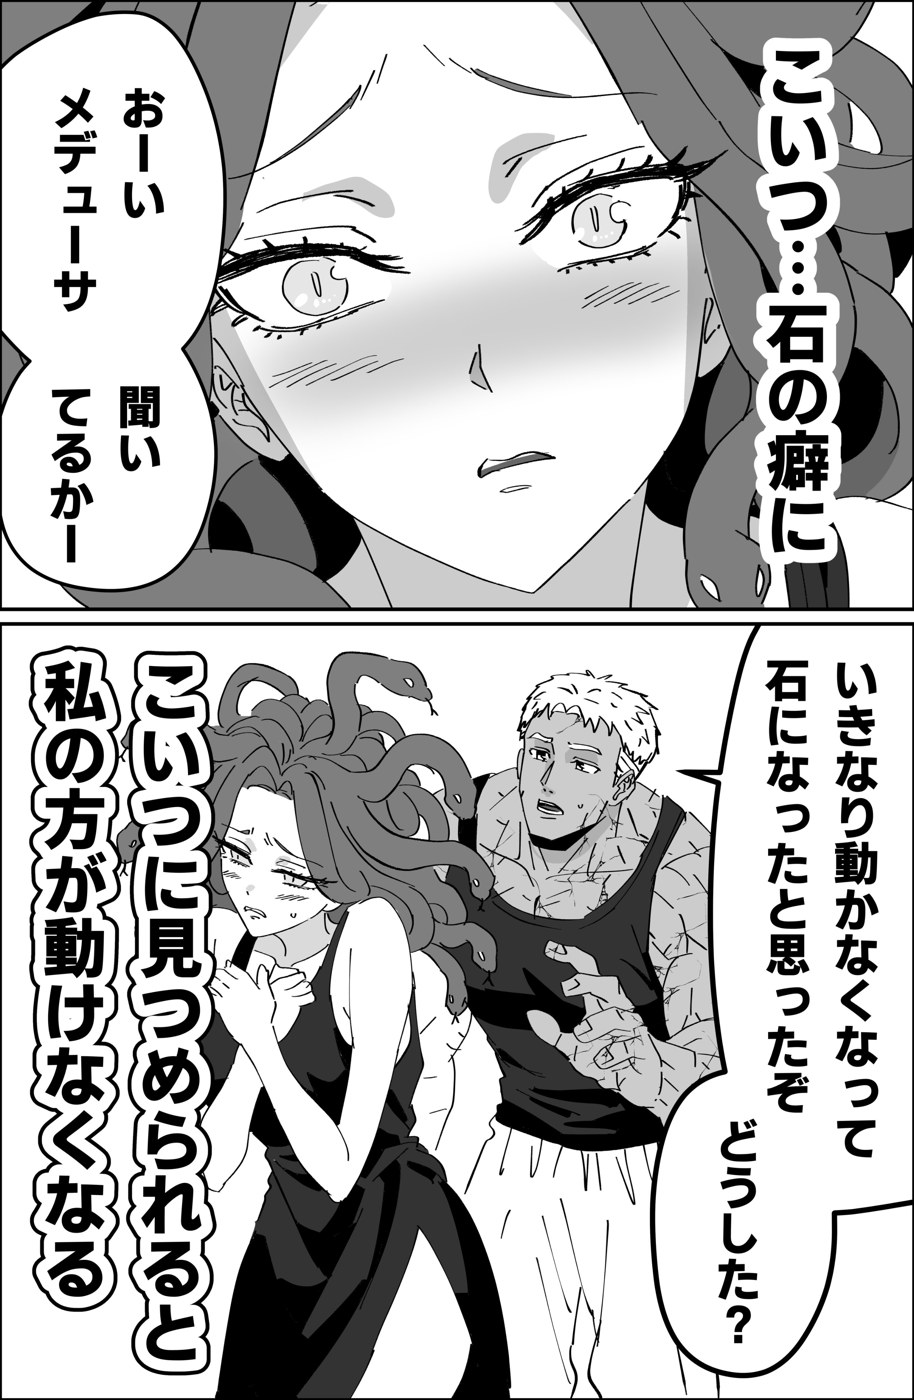 こいつ…石の癖に
おーい
メデューサ
聞い
てるかー
いきなり動かなくなって
石になったと思ったぞ
どうした?
こいつに見つめられると
私の方が動けなくなる